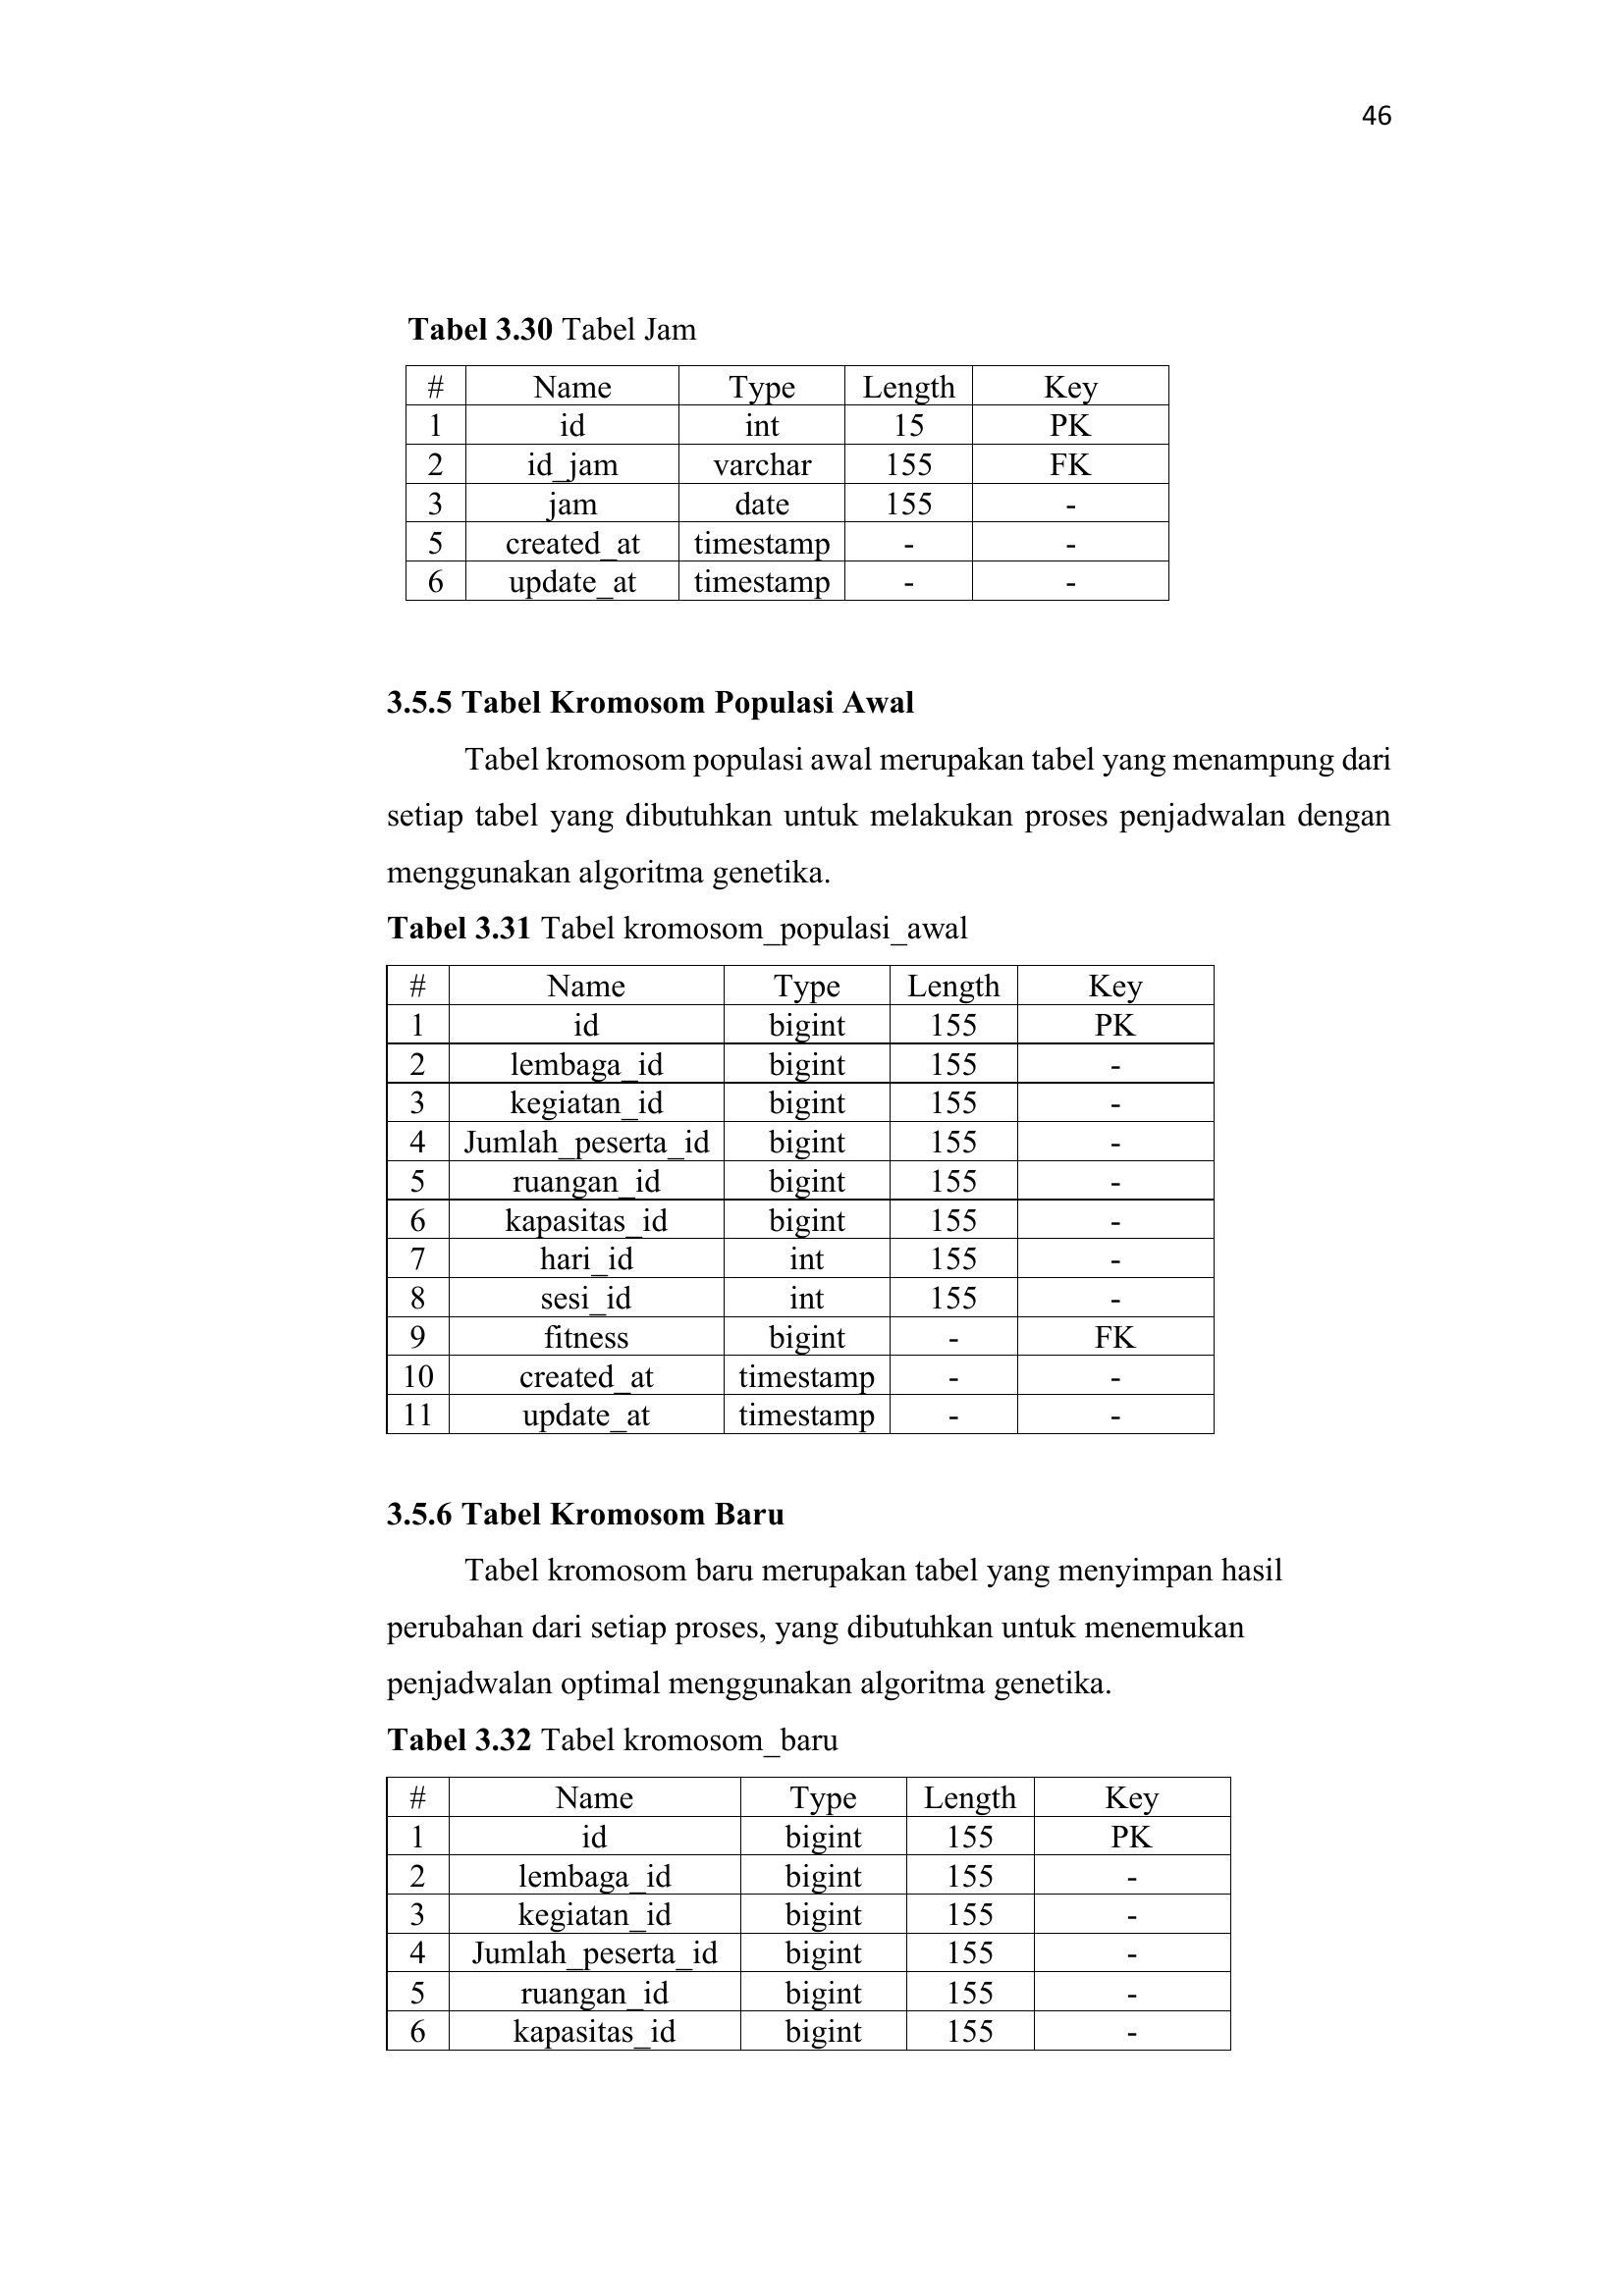 46
Tabel 3.30 Tabel Jam
# Name Type Length Key
1 id int 15 PK
2 id_jam varchar 155 FK
3 jam date 155 -
5 created_at timestamp - -
6 update_at timestamp - -
3.5.5 Tabel Kromosom Populasi Awal
Tabel kromosom populasi awal merupakan tabel yang menampung dari
setiap tabel yang dibutuhkan untuk melakukan proses penjadwalan dengan
menggunakan algoritma genetika.
Tabel 3.31 Tabel kromosom_populasi_awal
# Name Type Length Key
1 id bigint 155 PK
2 lembaga_id bigint 155 -
3 kegiatan_id bigint 155 -
4 Jumlah_peserta_id bigint 155 -
5 ruangan_id bigint 155 -
6 kapasitas_id bigint 155 -
7 hari_id int 155 -
8 sesi_id int 155 -
9 fitness bigint - FK
10 created_at timestamp - -
11 update_at timestamp - -
3.5.6 Tabel Kromosom Baru
Tabel kromosom baru merupakan tabel yang menyimpan hasil
perubahan dari setiap proses, yang dibutuhkan untuk menemukan
penjadwalan optimal menggunakan algoritma genetika.
Tabel 3.32 Tabel kromosom_baru
# Name Type Length Key
1 id bigint 155 PK
2 lembaga_id bigint 155 -
3 kegiatan_id bigint 155 -
4 Jumlah_peserta_id bigint 155 -
5 ruangan_id bigint 155 -
6 kapasitas_id bigint 155 -